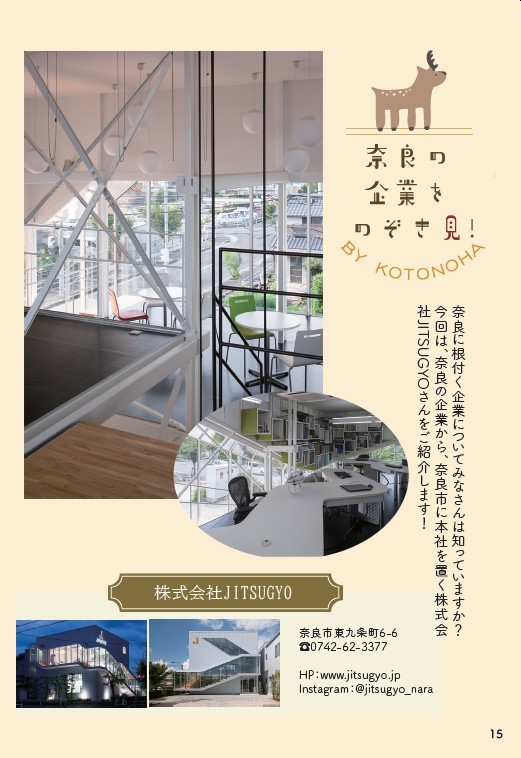 奈良の
企業を
のぞき見!
BY KOTONOHA
奈良に根付く企業についてみなさんは知っていますか?
今回は、奈良の企業から、奈良市に本社を置く株式会
社JITSUGYOさんをご紹介します!
株式会社JITSUGYO
奈良市東九条町6-6
☎0742-62-3377
HP:www.jitsugyo.jp
Instagram:@jitsugyo_nara
15